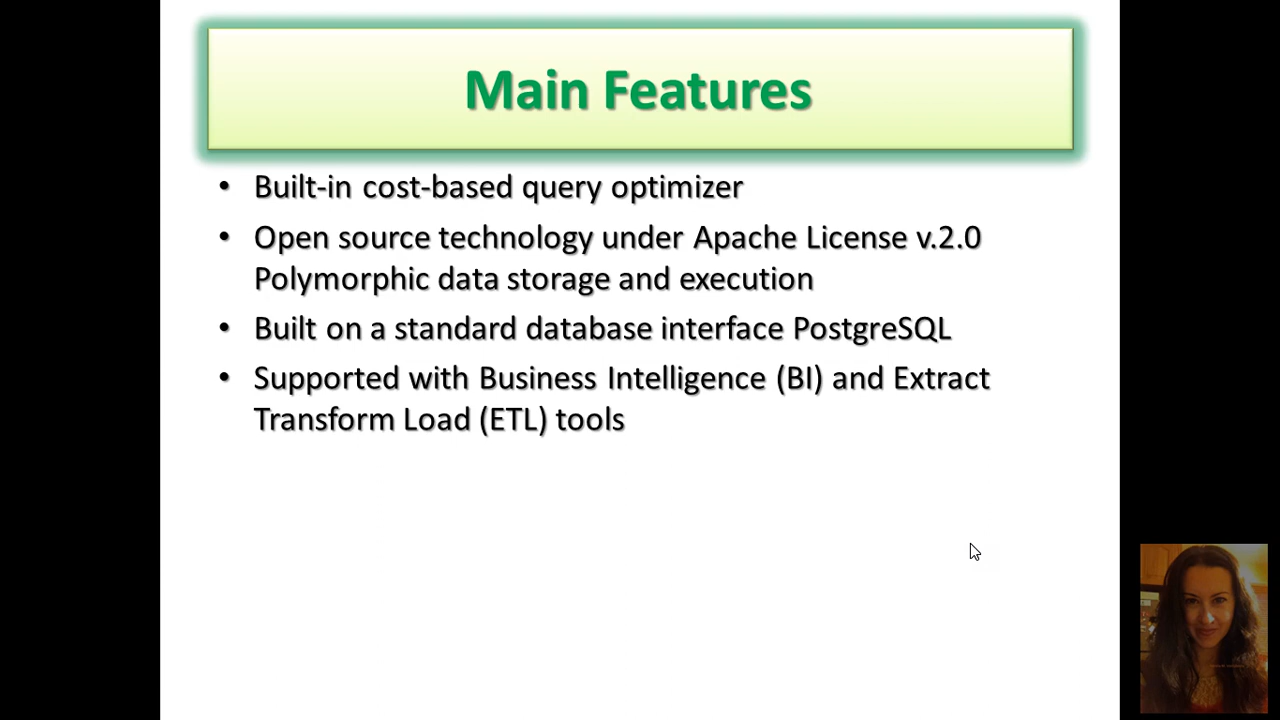 Main Features
• Built-in cost-based query optimizer
• Open source technology under Apache License v.2.0
Polymorphic data storage and execution
• Built on a standard database interface PostgreSQL
• Supported with Business Intelligence (BI) and Extract
Transform Load (ETL) tools